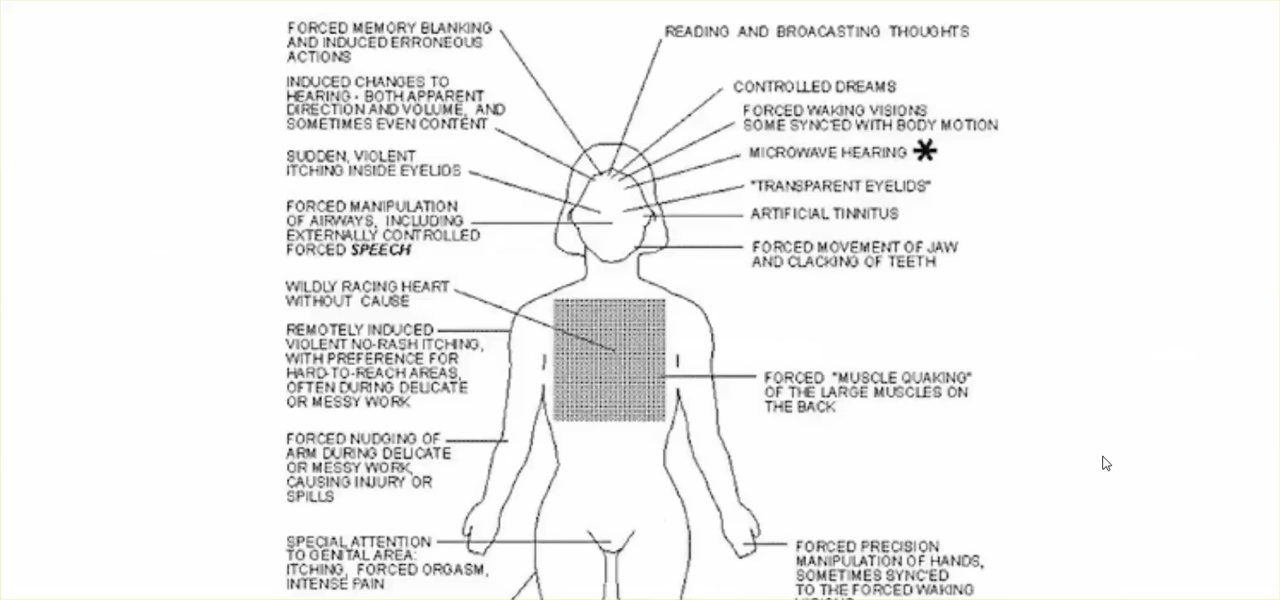 FORCED MEMORY BLANKING
AND INDUCED ERRONEOUS
ACTIONS
INDUCED CHANGES TO
HEARING - BOTH APPARENT
DIRECTION AND VOLUME, AND
SOMETIMES EVEN CONTENT
SUDDEN, VIOLENT
ITCHING INSIDE EYELIDS
FORCED MANIPULATION
OF AIRWAYS, INCLUDING
EXTERNALLY CONTROLLED
FORCED SPEECH
WILDLY RACING HEART
WITHOUT CAUSE
REMOTELY INDUCED
VIOLENT NO-RASH ITCHING,
WITH PREFERENCE FOR
HARD-TO-REACH AREAS,
OFTEN DURING DELICATE
OR MESSY WORK
FORCED NUDGING OF
ARM DURING DELICATE
OR MESSY WORK,
CAUSING INJURY OR
SPILLS
SPECIAL ATTENTION
TO GENITAL AREA:
ITCHING, FORCED ORGASM,
INTENSE PAIN
READING AND BROACASTING THOUGHTS
CONTROLLED DREAMS
FORCED WAKING VISIONS
SOME SYNC'ED WITH BODY MOTION
MICROWAVE HEARING *
"TRANSPARENT EYELIDS"
ARTIFICIAL TINNITUS
FORCED MOVEMENT OF JAW
AND CLACKING OF TEETH
FORCED "MUSCLE QUAKING"
OF THE LARGE MUSCLES ON
THE BACK
FORCED PRECISION
MANIPULATION OF HANDS,
SOMETIMES SYNC'ED
TO THE FORCED WAKING